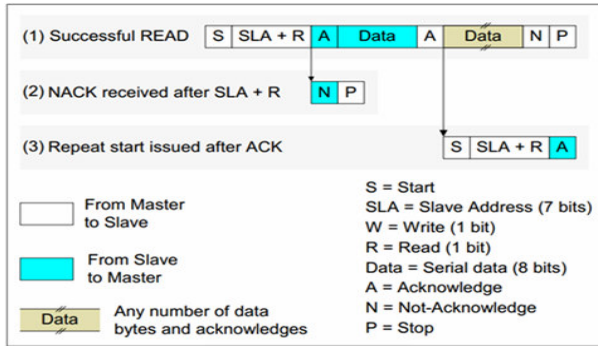 (1) Successful READ S SLA + R A Data A Data N P
(2) NACK received after SLA + R N P
(3) Repeat start issued after ACK S SLA + R A
From Master
to Slave
From Slave
to Master
Data Any number of data
bytes and acknowledges
S = Start
SLA = Slave Address (7 bits)
W = Write (1 bit)
R = Read (1 bit)
Data = Serial data (8 bits)
A = Acknowledge
N = Not-Acknowledge
P = Stop